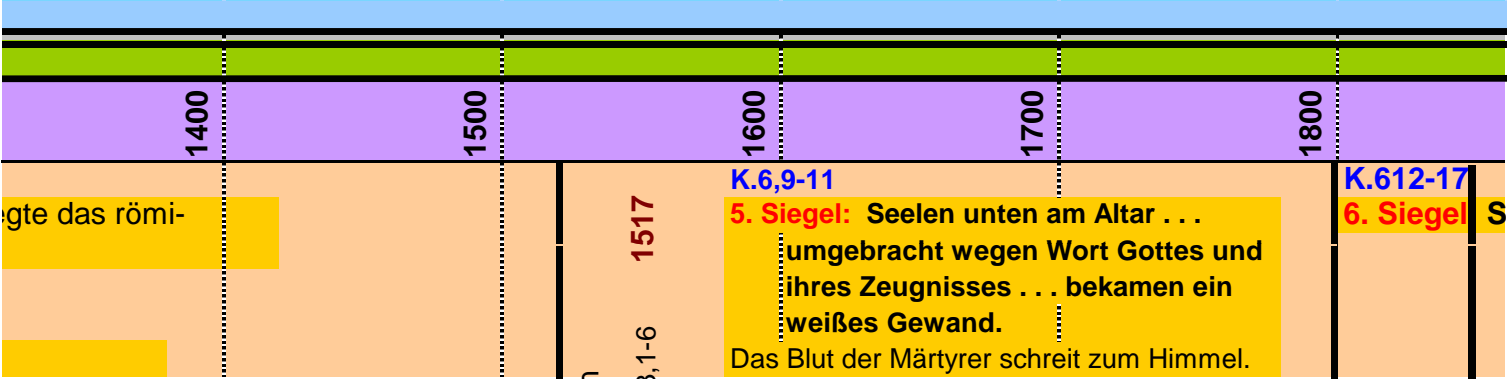 1400
1500
1600
1700
1800
K.6,9-11
K.612-17
egte das römi-
1517
5. Siegel: Seelen unten am Altar . . .
6. Siegel S
umgebracht wegen Wort Gottes und
ihres Zeugnisses . . . bekamen ein
weißes Gewand.
Das Blut der Märtyrer schreit zum Himmel.
3,1-6